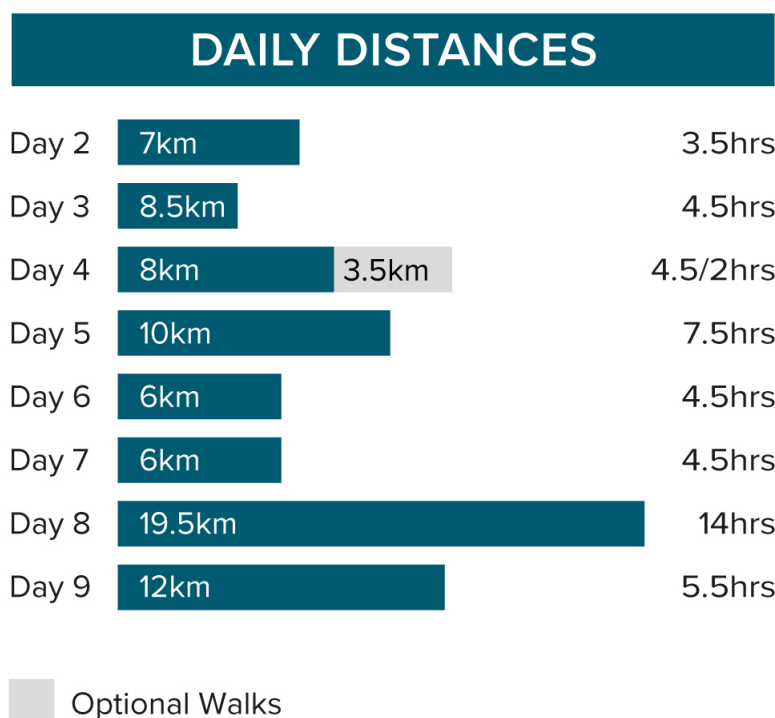 DAILY DISTANCES
Day 2 7km 3.5hrs
Day 3 8.5km 4.5hrs
Day 4 8km 3.5km 4.5/2hrs
Day 5 10km 7.5hrs
Day 6 6km 4.5hrs
Day 7 6km 4.5hrs
Day 8 19.5km 14hrs
Day 9 12km 5.5hrs
Optional Walks